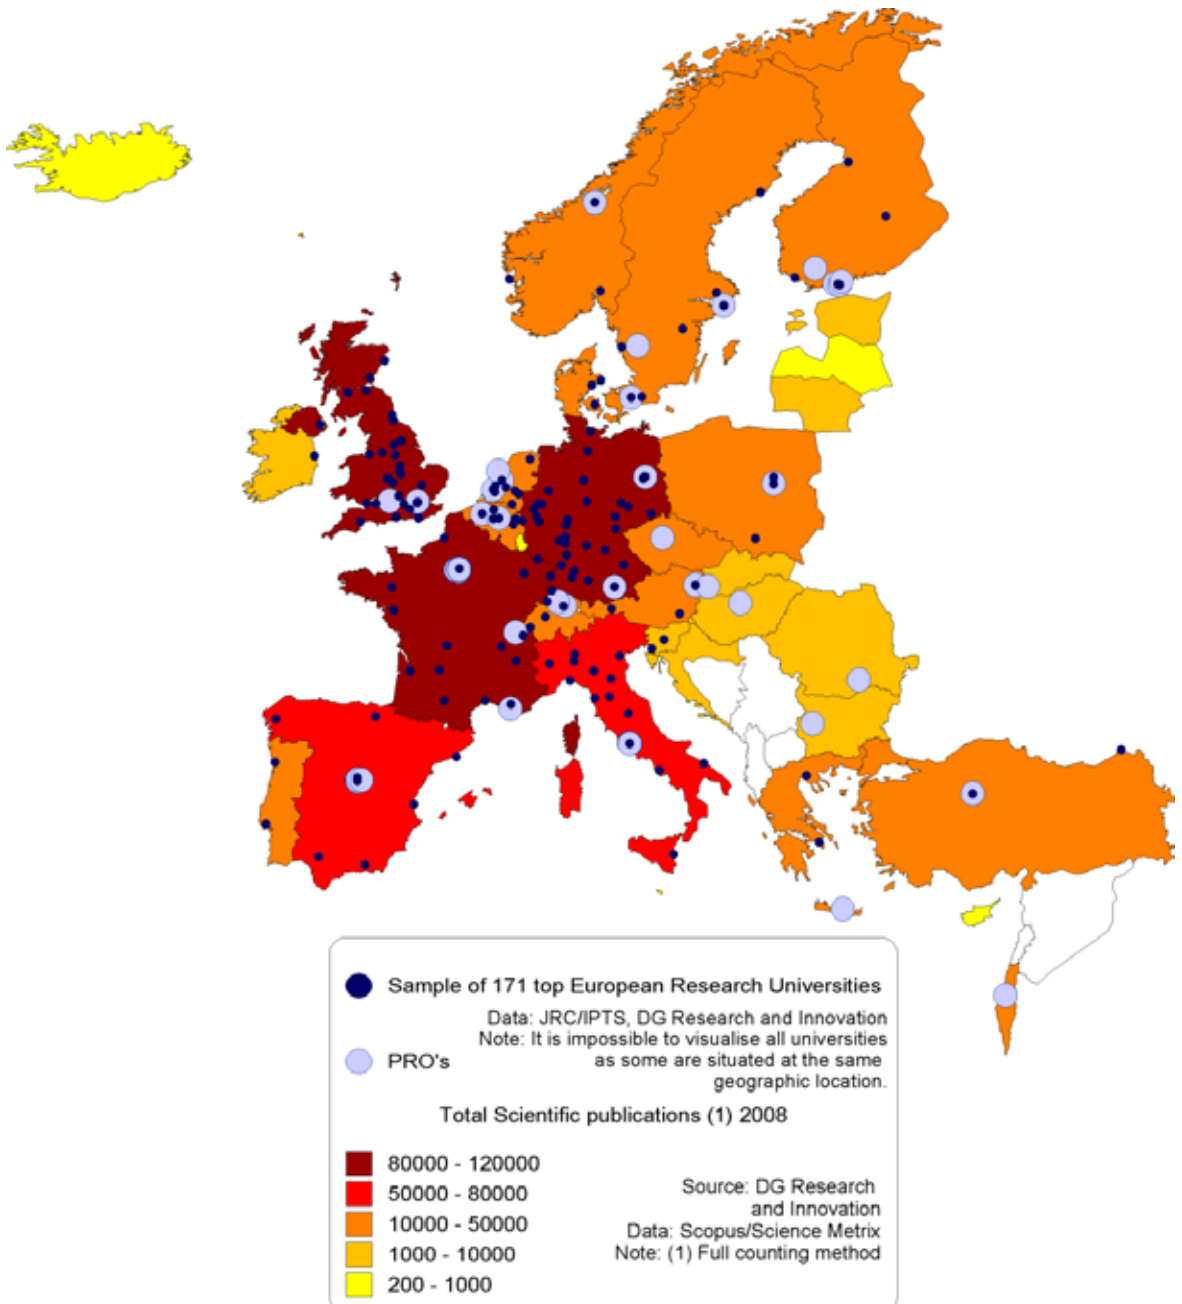 Sample of 171 top European Research Universities
Data: JRC/IPTS, DG Research and Innovation
Note: It is impossible to visualise all universities
as some are situated at the same
geographic location.
PRO's
Total Scientific publications (1) 2008
80000 - 120000
50000 - 80000
10000 - 50000
1000 - 10000
200 - 1000
Source: DG Research
and Innovation
Data: Scopus/Science Metrix
Note: (1) Full counting method